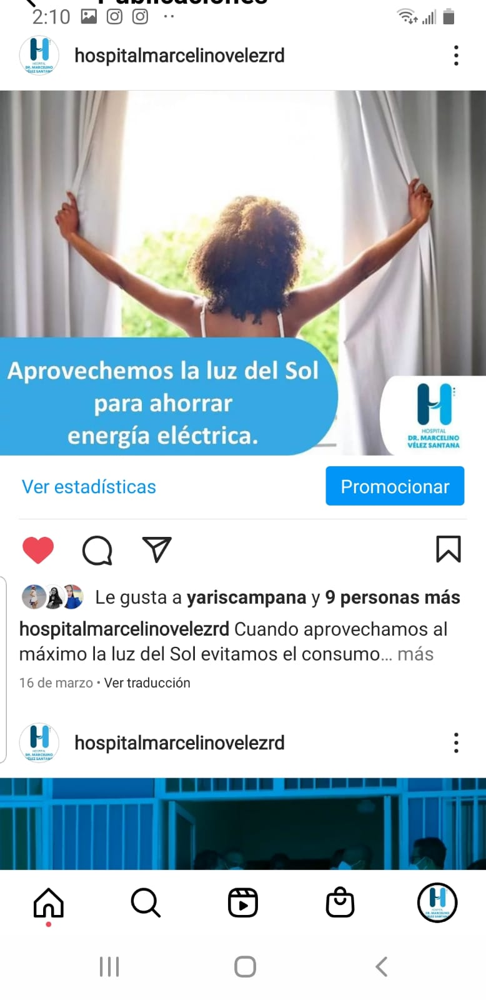 Publicaciones
2:10
hospitalmarcelinovelezrd
Aprovechemos la luz del Sol
para ahorrar
energía eléctrica.
HOSPITAL
DR. MARCELINO
VÉLEZ SANTANA
Ver estadísticas
Promocionar
Le gusta a yariscampana y 9 personas más
hospitalmarcelinovelezrd Cuando aprovechamos al
máximo la luz del Sol evitamos el consumo... más
16 de marzo • Ver traducción
hospitalmarcelinovelezrd